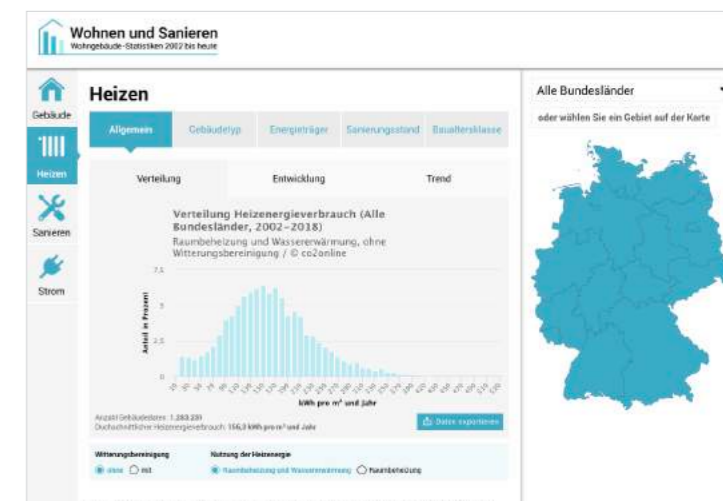 Wohnen und Sanieren
Wohngebäude-Statistiken 2002 bis heute
Gebäude
Heizen
Sanieren
Strom
Heizen
Allgemein
Gebäudetyp
Energieträger
Sanierungsstand
Baualtersklasse
Verteilung
Entwicklung
Trend
Verteilung Heizenergieverbrauch (Alle
Bundesländer, 2002–2018)
Raumbeheizung und Wassererwärmung, ohne
Witterungsbereinigung / © co2online
Anteil in Prozent
7,5
5
2,5
0
kWh pro m² und Jahr
Anzahl Gebäudedaten:
Durchschnittlicher Heizenergieverbrauch: 156,3 kWh pro m² und Jahr
Daten exportieren
Witterungsbereinigung
ohne
mit
Nutzung der Heizenergie
Raumbeheizung und Wassererwärmung
Raumbeheizung
Alle Bundesländer
oder wählen Sie ein Gebiet auf der Karte